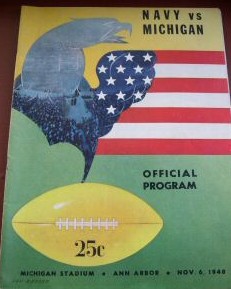 NAVY VS
MICHIGAN
OFFICIAL
PROGRAM
25c
MICHIGAN STADIUM • ANN ARBOR • NOV. 6, 1948